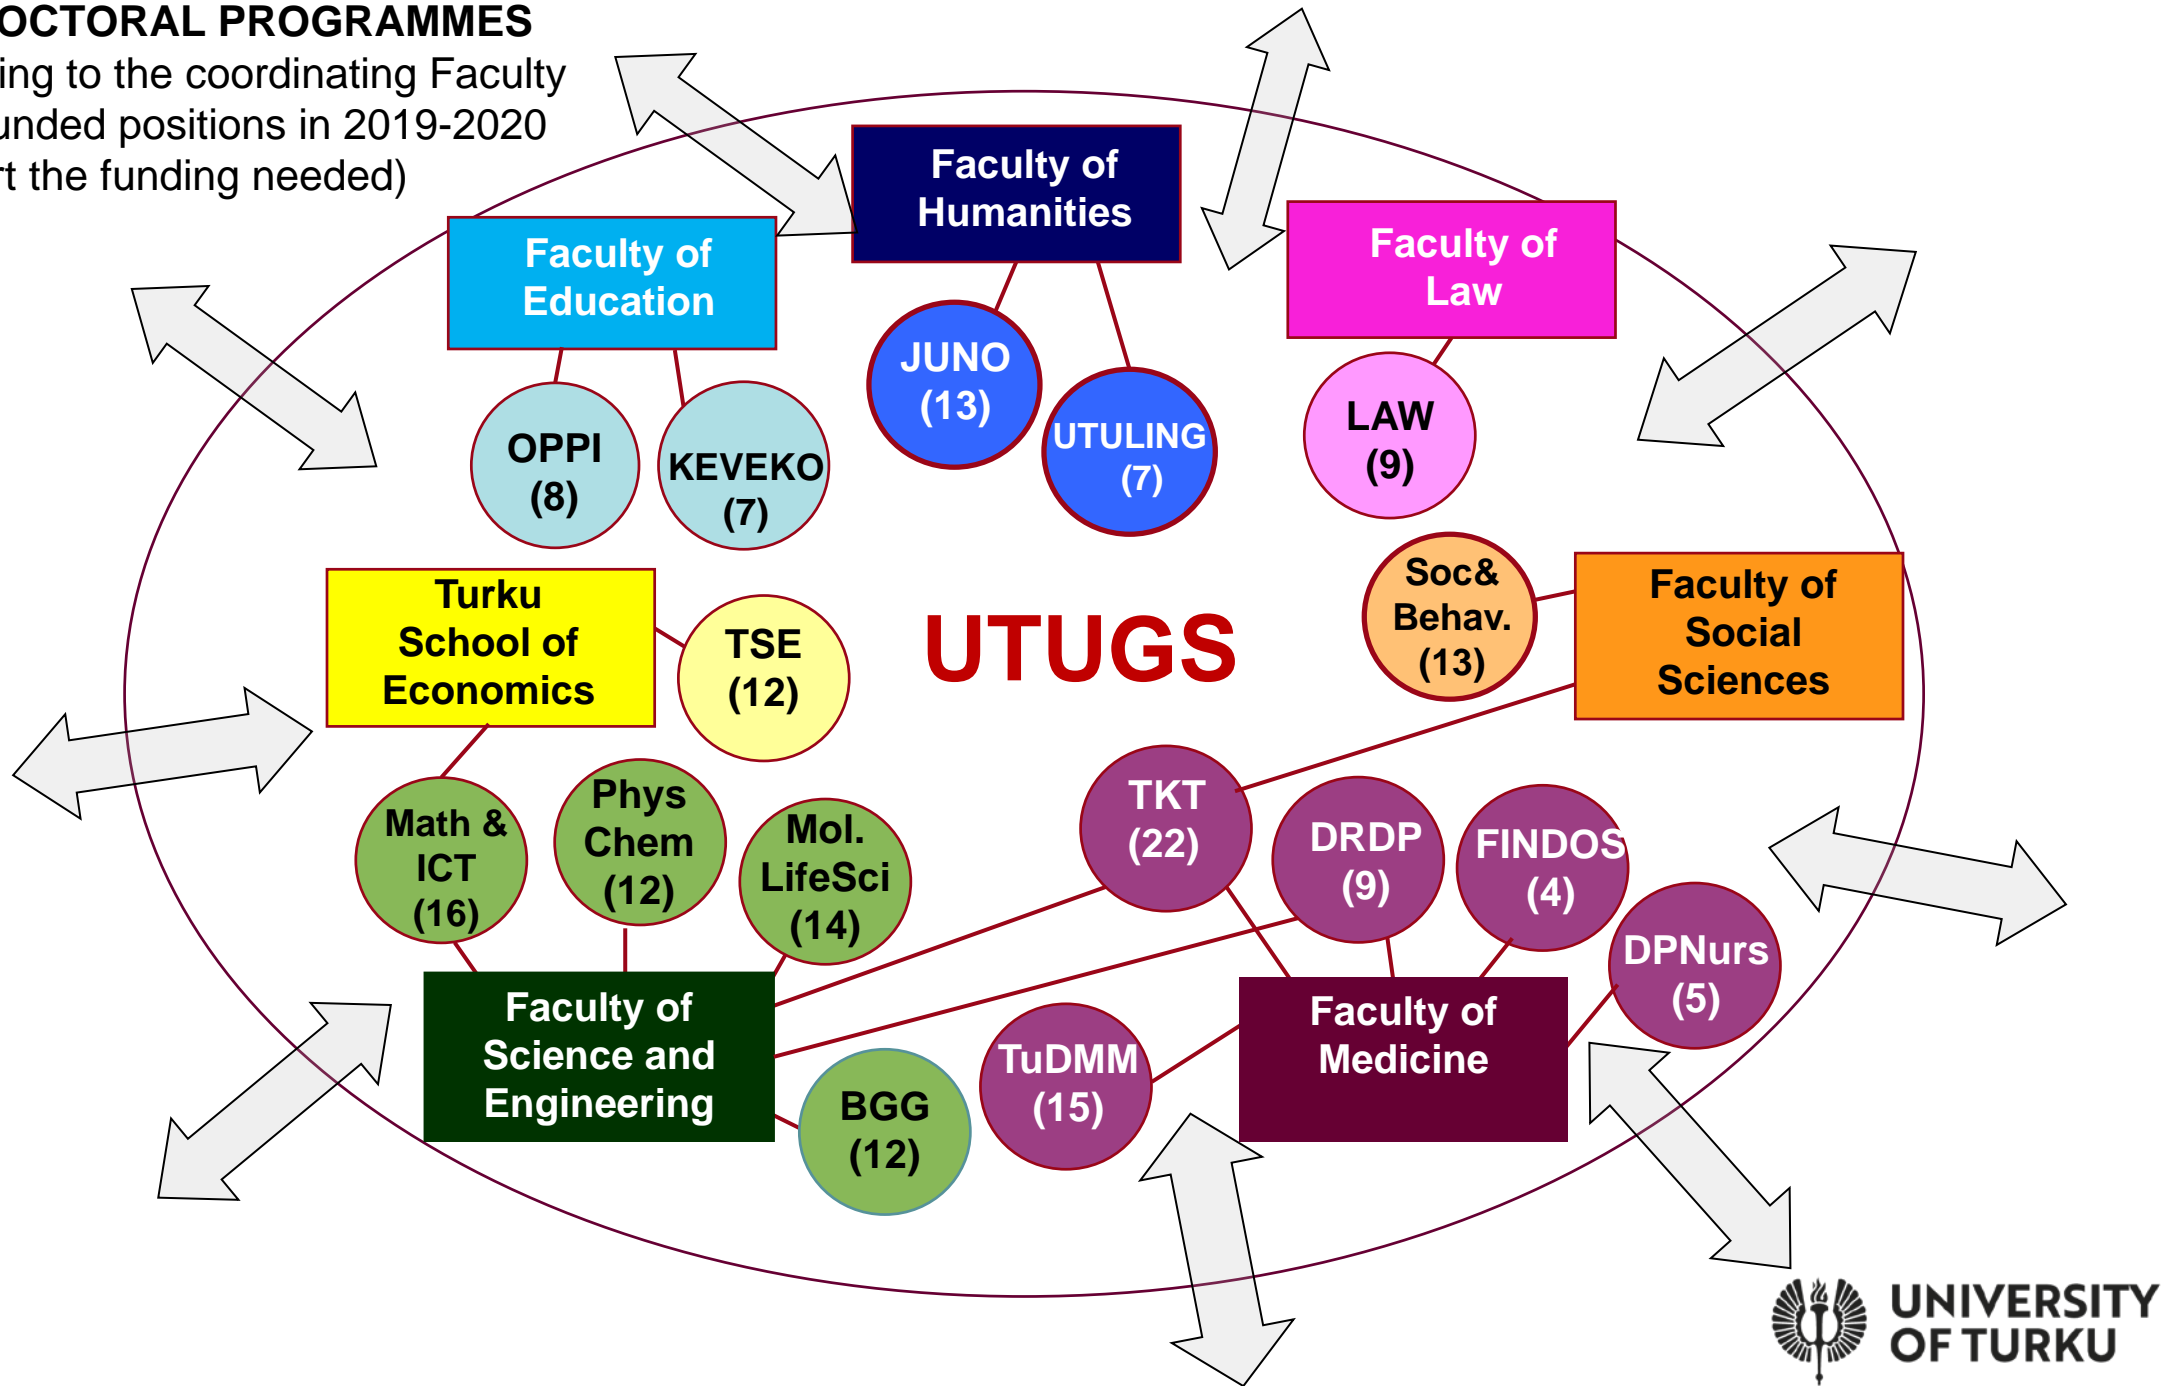 OCTORAL PROGRAMMES
ing to the coordinating Faculty
unded positions in 2019-2020
rt the funding needed)
Faculty of
Humanities
Faculty of
Education
Faculty of
Law
JUNO
(13)
UTULING
(7)
LAW
(9)
OPPI
(8)
KEVEKO
(7)
Soc&
Behav.
(13)
Faculty of
Social
Sciences
Turku
School of
Economics
TSE
(12)
UTUGS
Math &
ICT
(16)
Phys
Chem
(12)
Mol.
LifeSci
(14)
TKT
(22)
DRDP
(9)
FINDOS
(4)
DPNurs
(5)
Faculty of
Science and
Engineering
BGG
(12)
TuDMM
(15)
Faculty of
Medicine
UNIVERSITY
OF TURKU